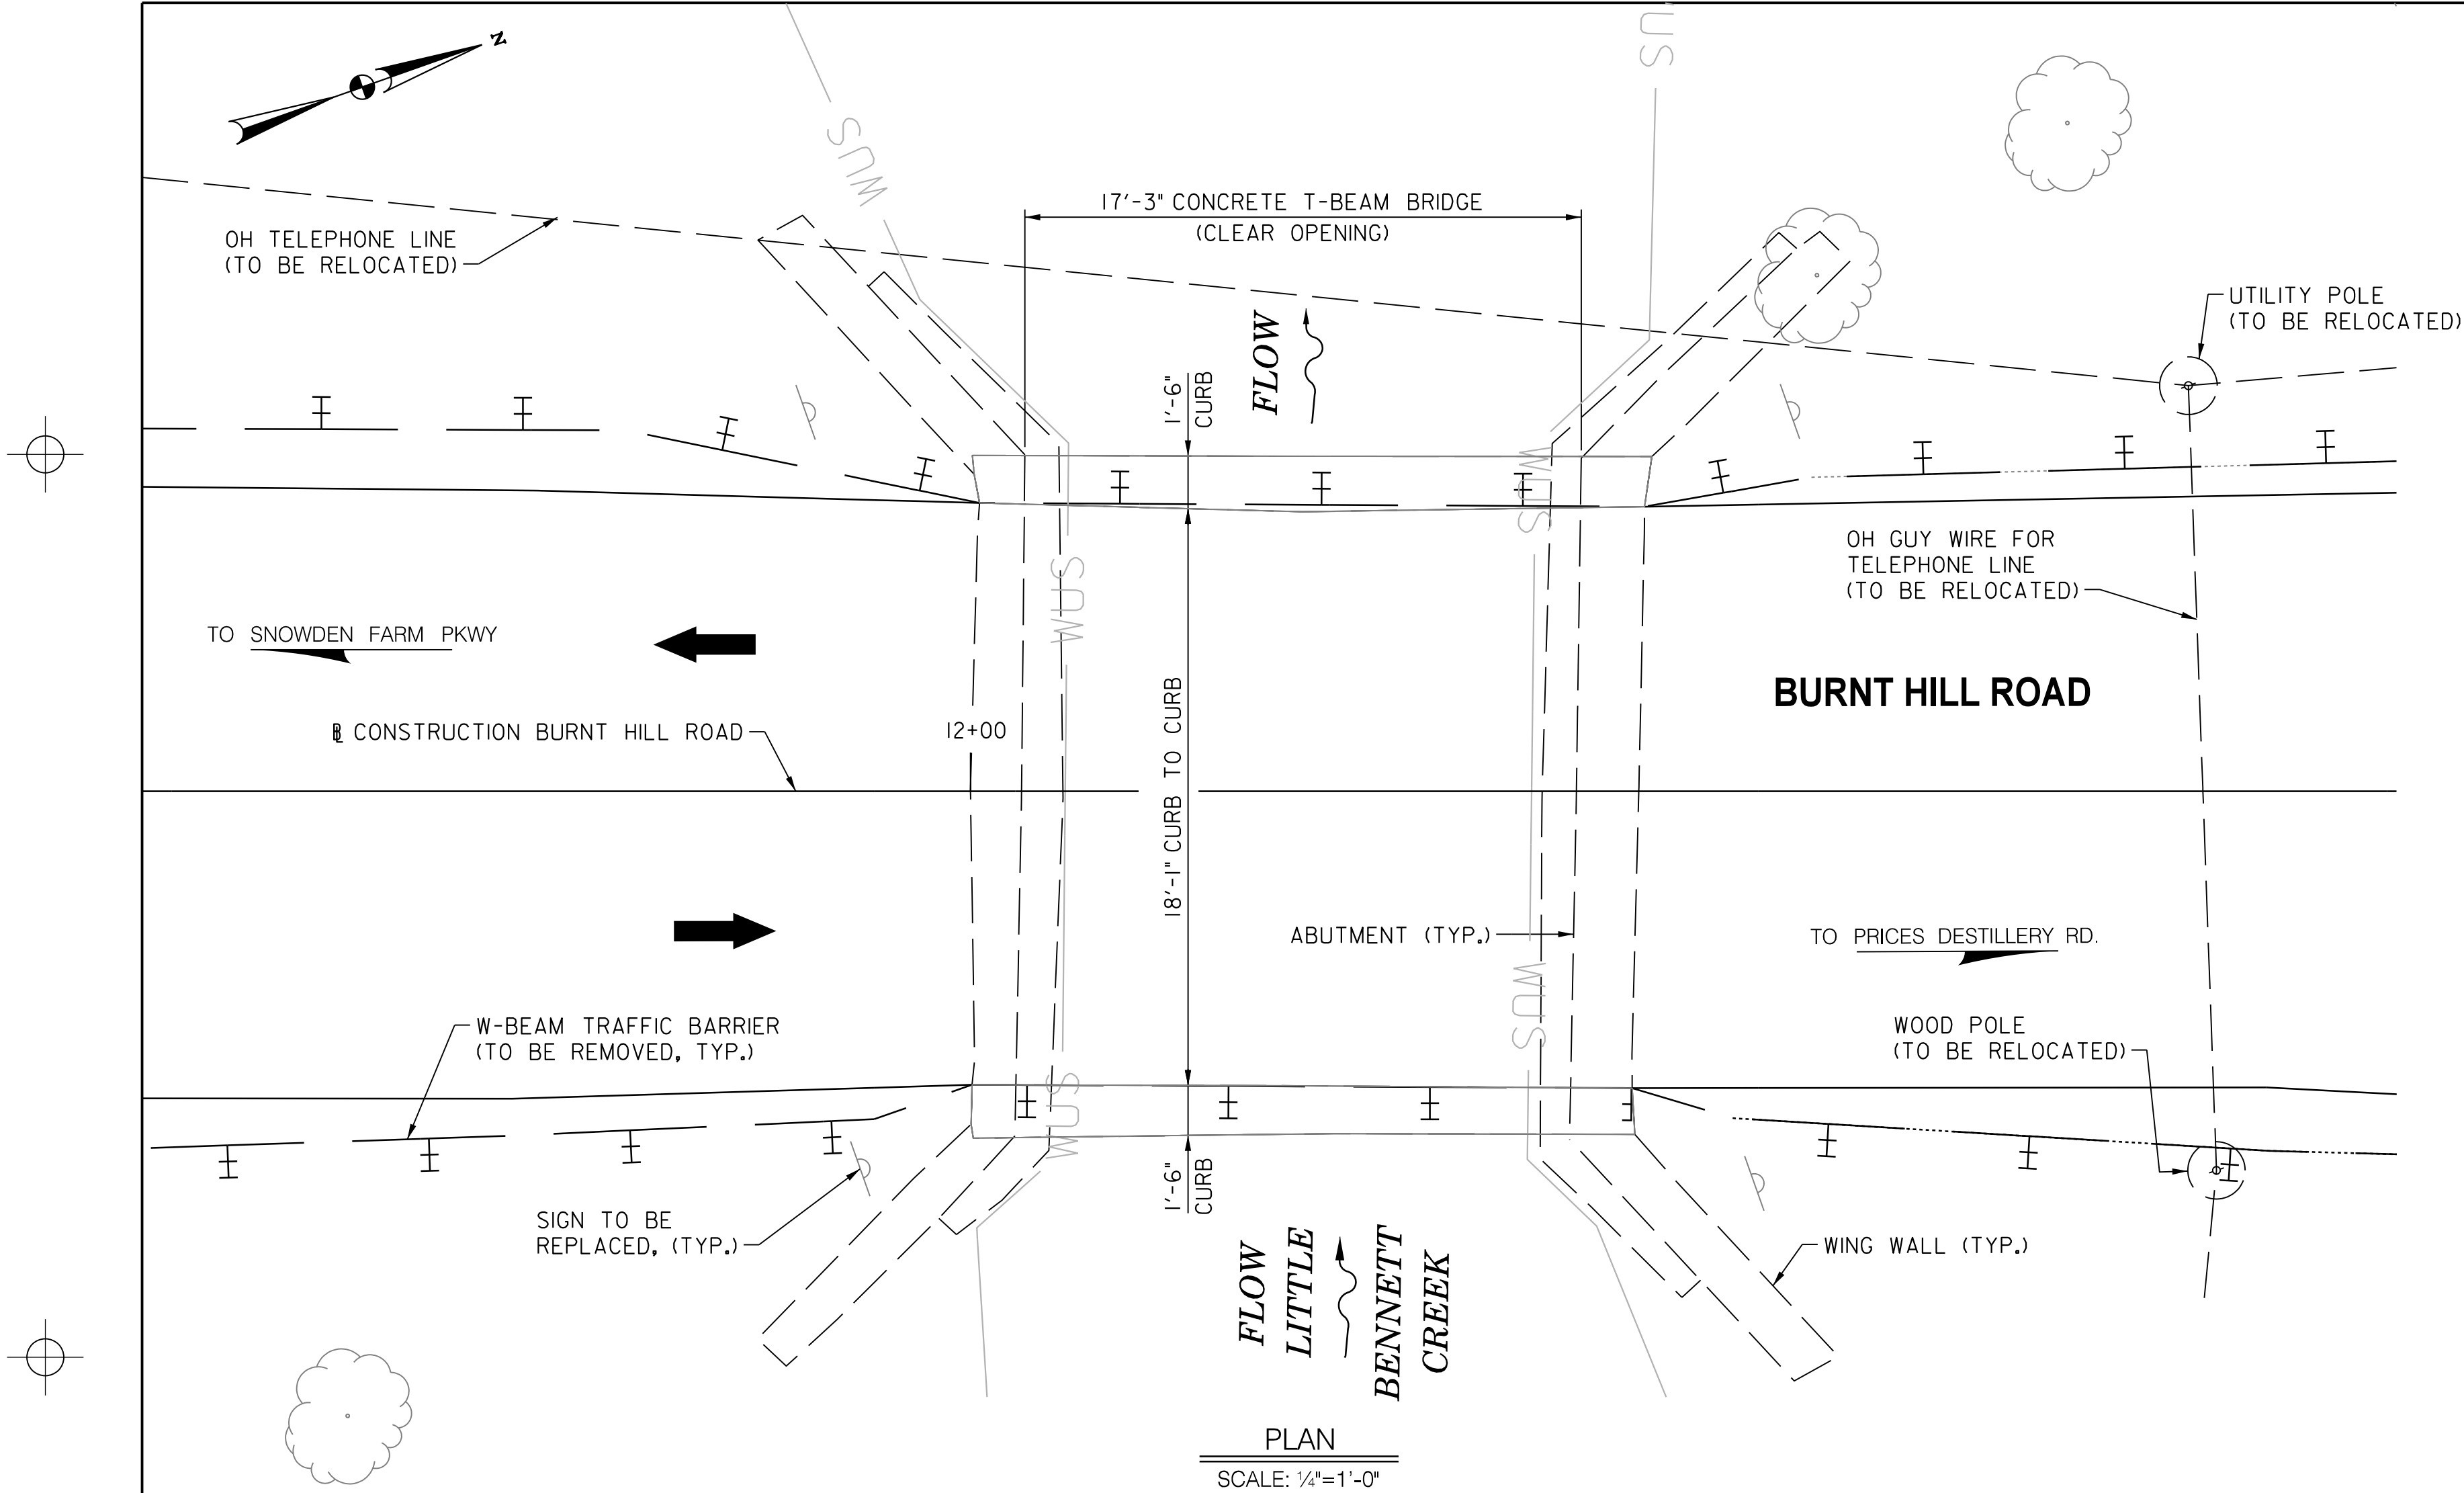 N
WUS
WUS
17'-3" CONCRETE T-BEAM BRIDGE
(CLEAR OPENING)
OH TELEPHONE LINE
(TO BE RELOCATED)
UTILITY POLE
(TO BE RELOCATED)
FLOW
1'-6"
CURB
WUS
WUS
OH GUY WIRE FOR
TELEPHONE LINE
(TO BE RELOCATED)
TO SNOWDEN FARM PKWY
BURNT HILL ROAD
18'-1" CURB TO CURB
℄ CONSTRUCTION BURNT HILL ROAD
12+00
ABUTMENT (TYP.)
TO PRICES DESTILLERY RD.
WUS
W-BEAM TRAFFIC BARRIER
(TO BE REMOVED, TYP.)
WOOD POLE
(TO BE RELOCATED)
WUS
1'-6"
CURB
SIGN TO BE
REPLACED, (TYP.)
WING WALL (TYP.)
FLOW
LITTLE
BENNETT
CREEK
PLAN
SCALE: ¼"=1'-0"